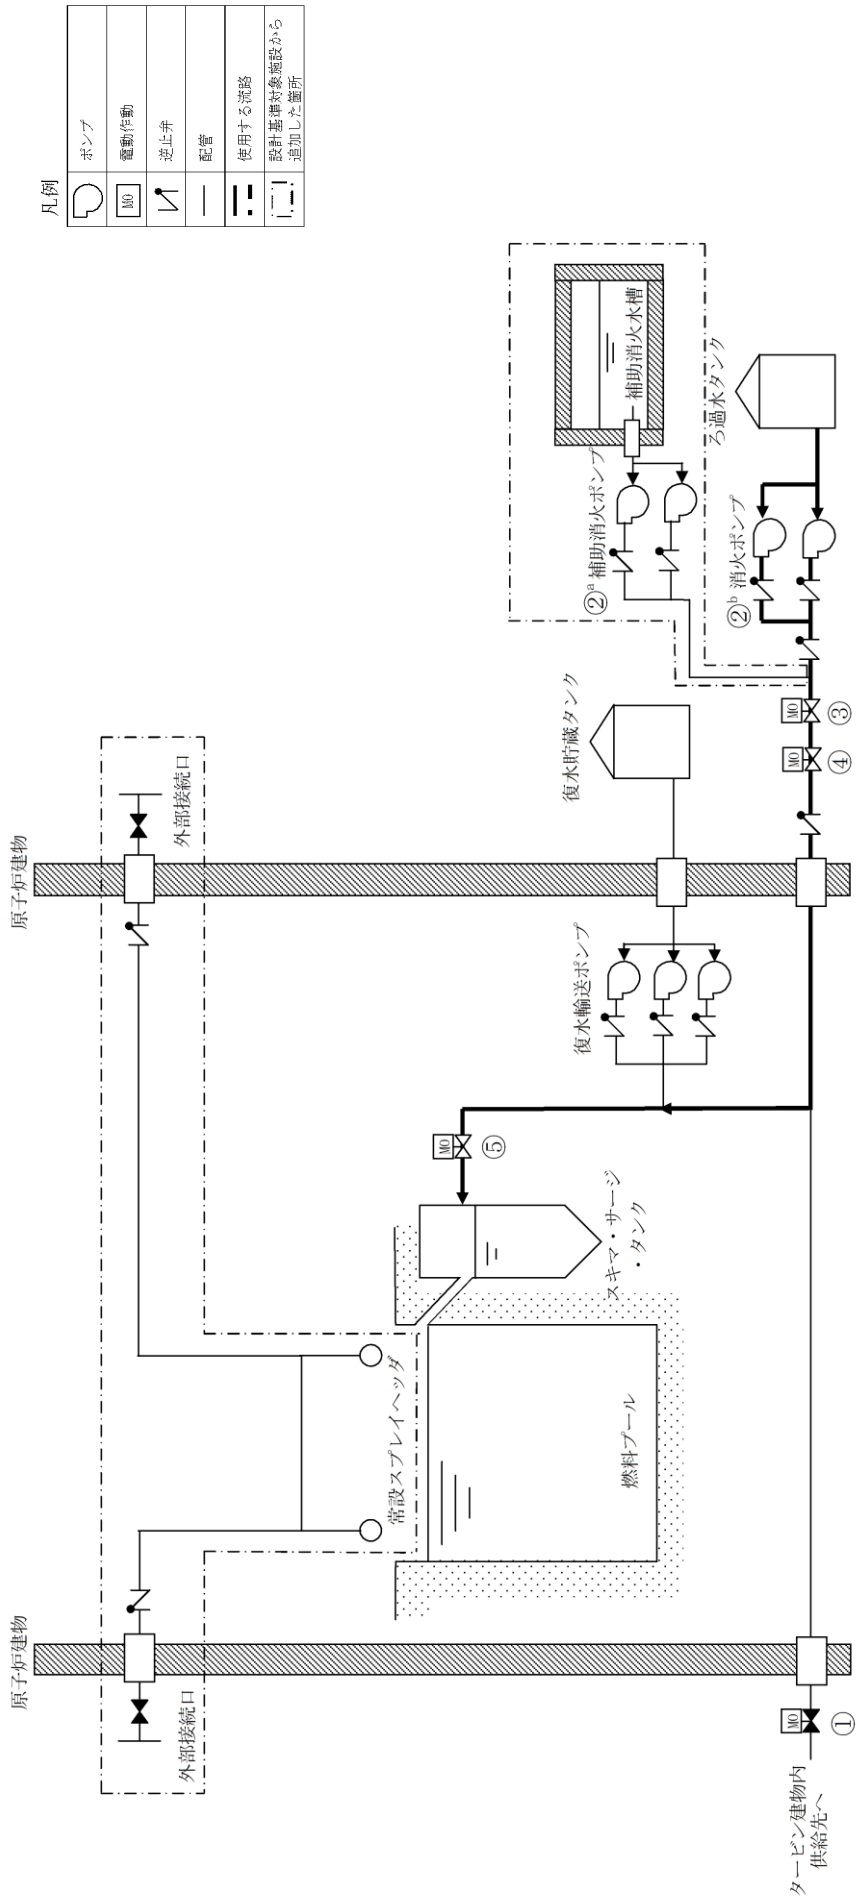 凡例
ポンプ
MO
電動作動
逆止弁
配管
使用する流路
設計基準対象施設から
追加した箇所
原子炉建物
外部接続口
常設スプレイヘッダ
燃料プール
スキマ・サージ
・タンク
MO
⑤
復水輸送ポンプ
復水貯蔵タンク
②a 補助消火ポンプ
補助消火水槽
②b 消火ポンプ
ろ過水タンク
MO
③
MO
④
原子炉建物
外部接続口
MO
①
タービン建物内
供給先へ